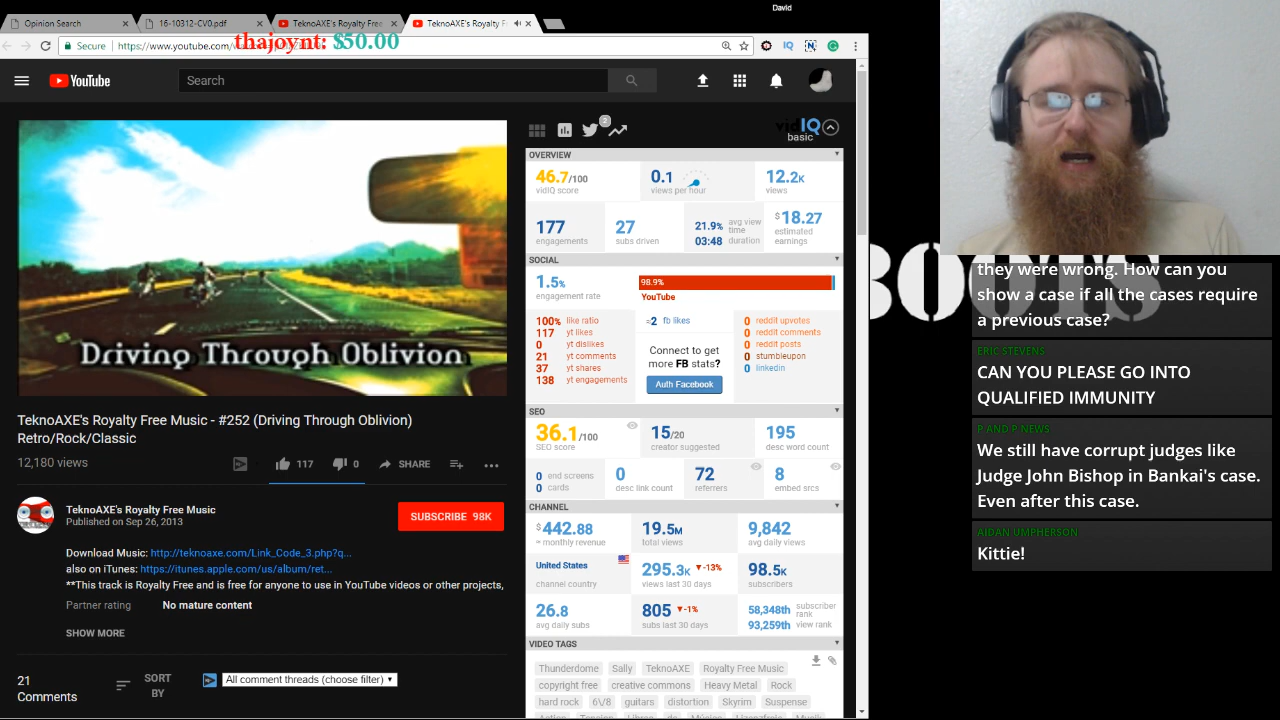 David
Opinion Search
16-10312-CV0.pdf
TeknoAXE's Royalty Free
TeknoAXE's Royalty F
thajoynt: $50.00
Secure
https://www.youtube.com/
YouTube
Search
2
vidIQ
basic
Driving Through Oblivion
TeknoAXE's Royalty Free Music - #252 (Driving Through Oblivion)
Retro/Rock/Classic
12,180 views
117
0
SHARE
TeknoAXE's Royalty Free Music
Published on Sep 26, 2013
SUBSCRIBE 98K
Download Music: http://teknoaxe.com/Link_Code_3.php?q...
also on iTunes: https://itunes.apple.com/us/album/ret...
**This track is Royalty Free and is free for anyone to use in YouTube videos or other projects,
Partner rating No mature content
SHOW MORE
21
Comments
SORT
BY
All comment threads (choose filter)
OVERVIEW
46.7/100
vidIQ score
0.1
views per hour
12.2K
views
177
engagements
27
subs driven
21.9% avg view time
03:48 duration
$18.27
estimated
earnings
SOCIAL
1.5%
engagement rate
98.9%
YouTube
100% like ratio
117 yt likes
0 yt dislikes
21 yt comments
37 yt shares
138 yt engagements
≈2 fb likes
Connect to get
more FB stats?
Auth Facebook
0 reddit upvotes
0 reddit comments
0 reddit posts
0 stumbleupon
0 linkedin
SEO
36.1/100
SEO score
15/20
creator suggested
195
desc word count
0 end screens
0 cards
0
desc link count
72
referrers
8
embed srcs
CHANNEL
$442.88
≈ monthly revenue
19.5M
total views
9,842
avg daily views
United States
channel country
295.3K -13%
views last 30 days
98.5K
subscribers
26.8
avg daily subs
805 -1%
subs last 30 days
58,348th subscriber rank
93,259th view rank
VIDEO TAGS
Thunderdome Sally TeknoAXE Royalty Free Music
copyright free creative commons Heavy Metal Rock
hard rock 6\/8 guitars distortion Skyrim Suspense
they were wrong. How can you
show a case if all the cases require
a previous case?
ERIC STEVENS
CAN YOU PLEASE GO INTO
QUALIFIED IMMUNITY
P AND P NEWS
We still have corrupt judges like
Judge John Bishop in Bankai's case.
Even after this case.
AIDAN UMPHERSON
Kittie!